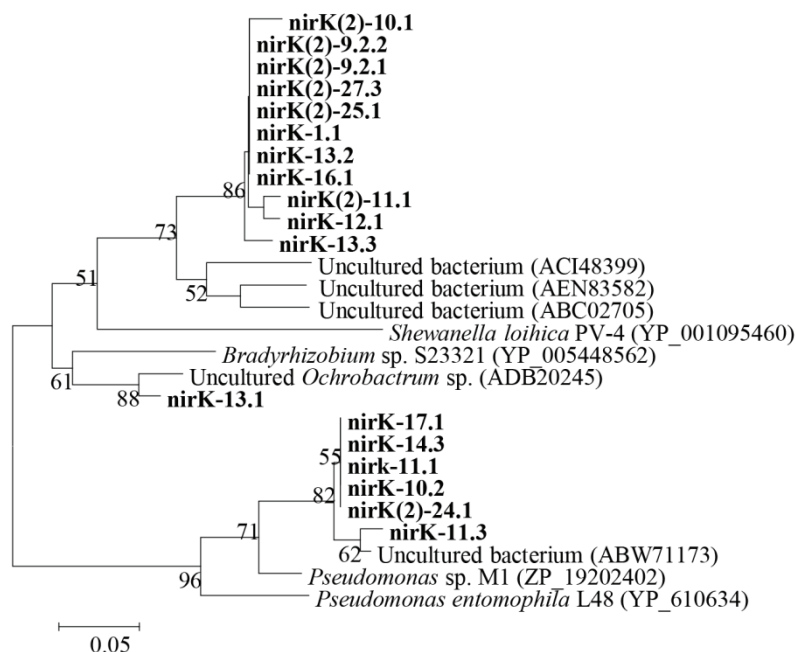 nirK(2)-10.1
nirK(2)-9.2.2
nirK(2)-9.2.1
nirK(2)-27.3
nirK(2)-25.1
nirK-1.1
nirK-13.2
nirK-16.1
86
nirK(2)-11.1
nirK-12.1
73
nirK-13.3
Uncultured bacterium (ACI48399)
51
Uncultured bacterium (AEN83582)
52
Uncultured bacterium (ABC02705)
Shewanella loihica PV-4 (YP_001095460)
Bradyrhizobium sp. S23321 (YP_005448562)
61
Uncultured Ochrobactrum sp. (ADB20245)
88
nirK-13.1
nirK-17.1
nirK-14.3
55
nirk-11.1
nirK-10.2
82
nirK(2)-24.1
71
nirK-11.3
62
Uncultured bacterium (ABW71173)
96
Pseudomonas sp. M1 (ZP_19202402)
Pseudomonas entomophila L48 (YP_610634)
0.05